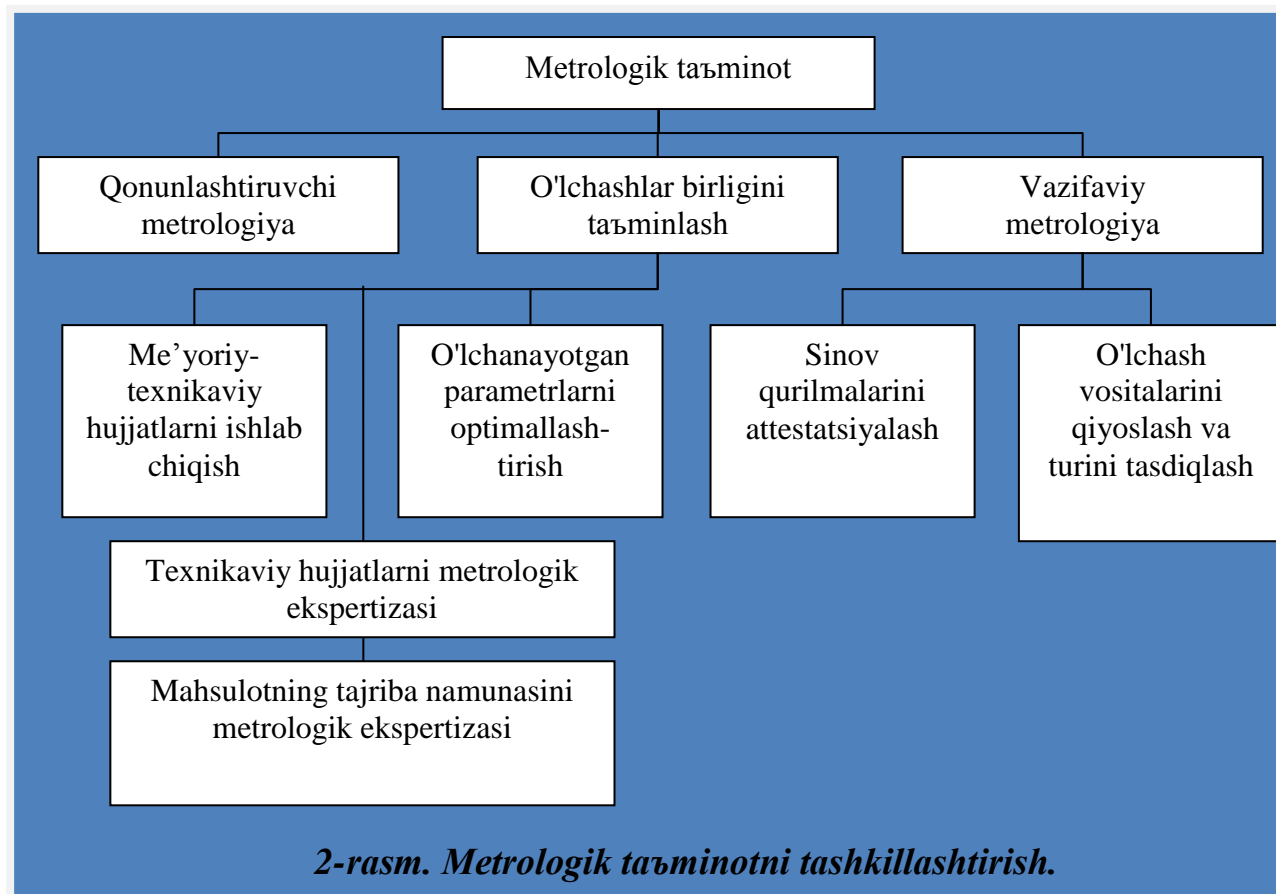 Metrologik taъminot
Qonunlashtiruvchi
metrologiya
O'lchashlar birligini
taъminlash
Vazifaviy
metrologiya
Me’yoriy-
texnikaviy
hujjatlarni ishlab
chiqish
O'lchanayotgan
parametrlarni
optimallash-
tirish
Sinov
qurilmalarini
attestatsiyalash
O'lchash
vositalarini
qiyoslash va
turini tasdiqlash
Texnikaviy hujjatlarni metrologik
ekspertizasi
Mahsulotning tajriba namunasini
metrologik ekspertizasi
2-rasm. Metrologik taъminotni tashkillashtirish.